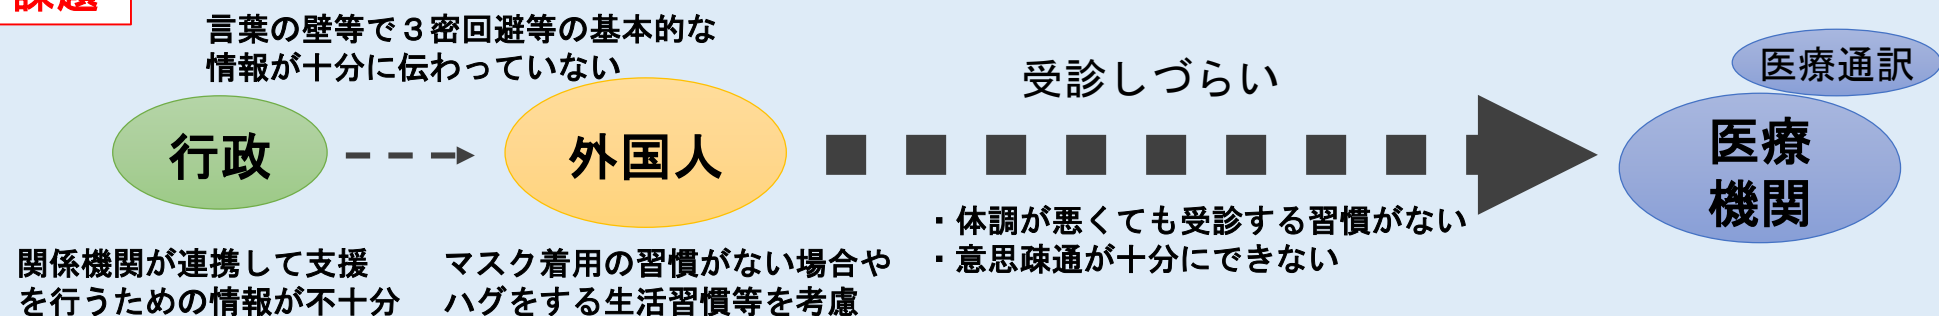 課題
言葉の壁等で３密回避等の基本的な
情報が十分に伝わっていない
行政
外国人
受診しづらい
医療通訳
医療
機関
・体調が悪くても受診する習慣がない
・意思疎通が十分にできない
関係機関が連携して支援
を行うための情報が不十分
マスク着用の習慣がない場合や
ハグをする生活習慣等を考慮